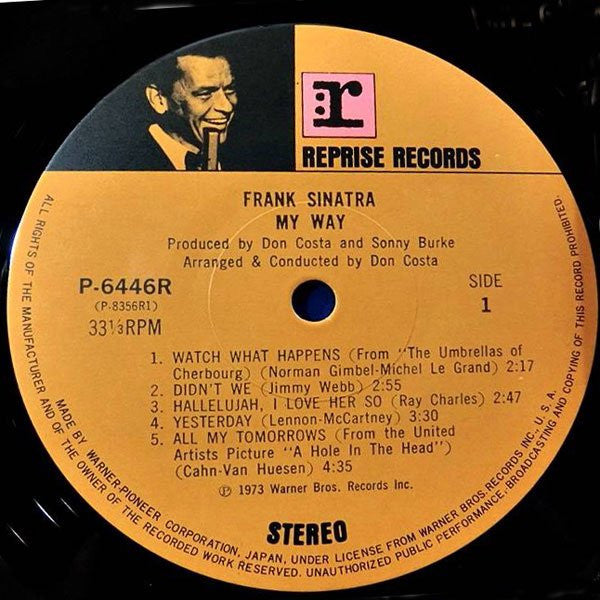 r
REPRISE RECORDS
FRANK SINATRA
MY WAY
Produced by Don Costa and Sonny Burke
Arranged & Conducted by Don Costa
P-6446R
(P-8356R1)
33⅓RPM
SIDE
1
1. WATCH WHAT HAPPENS (From "The Umbrellas of
Cherbourg) (Norman Gimbel-Michel Le Grand) 2:17
2. DIDN'T WE (Jimmy Webb) 2:55
3. HALLELUJAH, I LOVE HER SO (Ray Charles) 2:47
4. YESTERDAY (Lennon-McCartney) 3:30
5. ALL MY TOMORROWS (From the United
Artists Picture "A Hole In The Head")
(Cahn-Van Huesen) 4:35
℗ 1973 Warner Bros. Records Inc.
STEREO
MADE BY WARNER-PIONEER CORPORATION, JAPAN, UNDER LICENSE FROM WARNER BROS. RECORDS INC., U.S.A.
ALL RIGHTS OF THE MANUFACTURER AND OF THE OWNER OF THE RECORDED WORK RESERVED. UNAUTHORIZED PUBLIC PERFORMANCE, BROADCASTING AND COPYING OF THIS RECORD PROHIBITED.